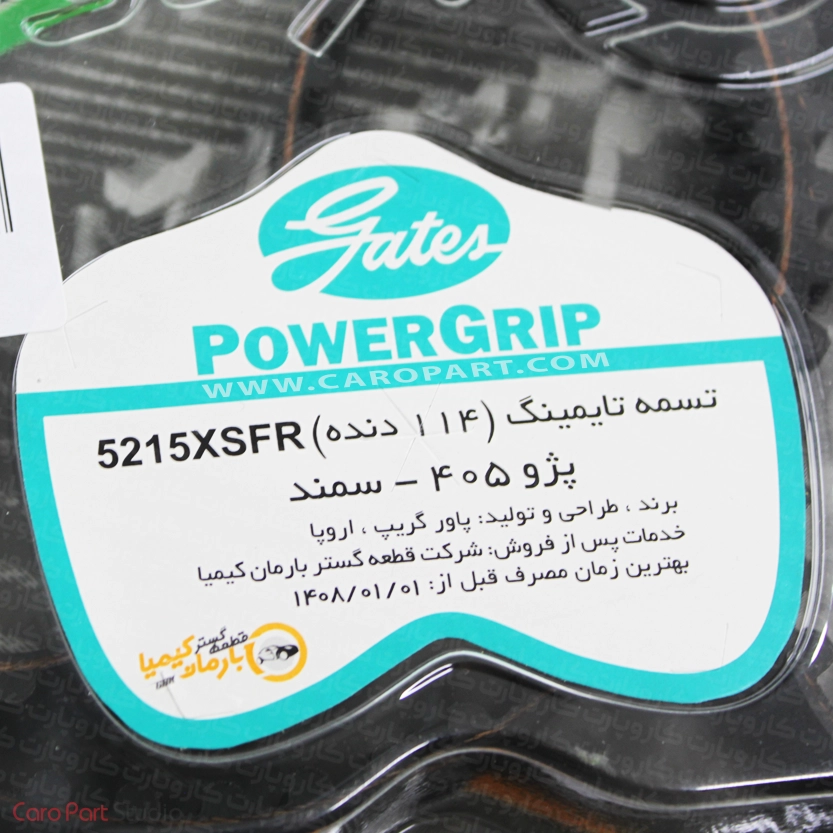 Gates
POWERGRIP
WWW.CAROPART.COM
تسمه تایمینگ (۱۱۴ دنده) 5215XSFR
پژو ۴۰۵ - سمند
برند ، طراحی و تولید: پاور گریپ ، اروپا
خدمات پس از فروش: شرکت قطعه گستر بارمان کیمیا
بهترین زمان مصرف قبل از: ۱۴۰۸/۰۱/۰۱
قطعه گستر
بارمان کیمیا
Caro Part Studio